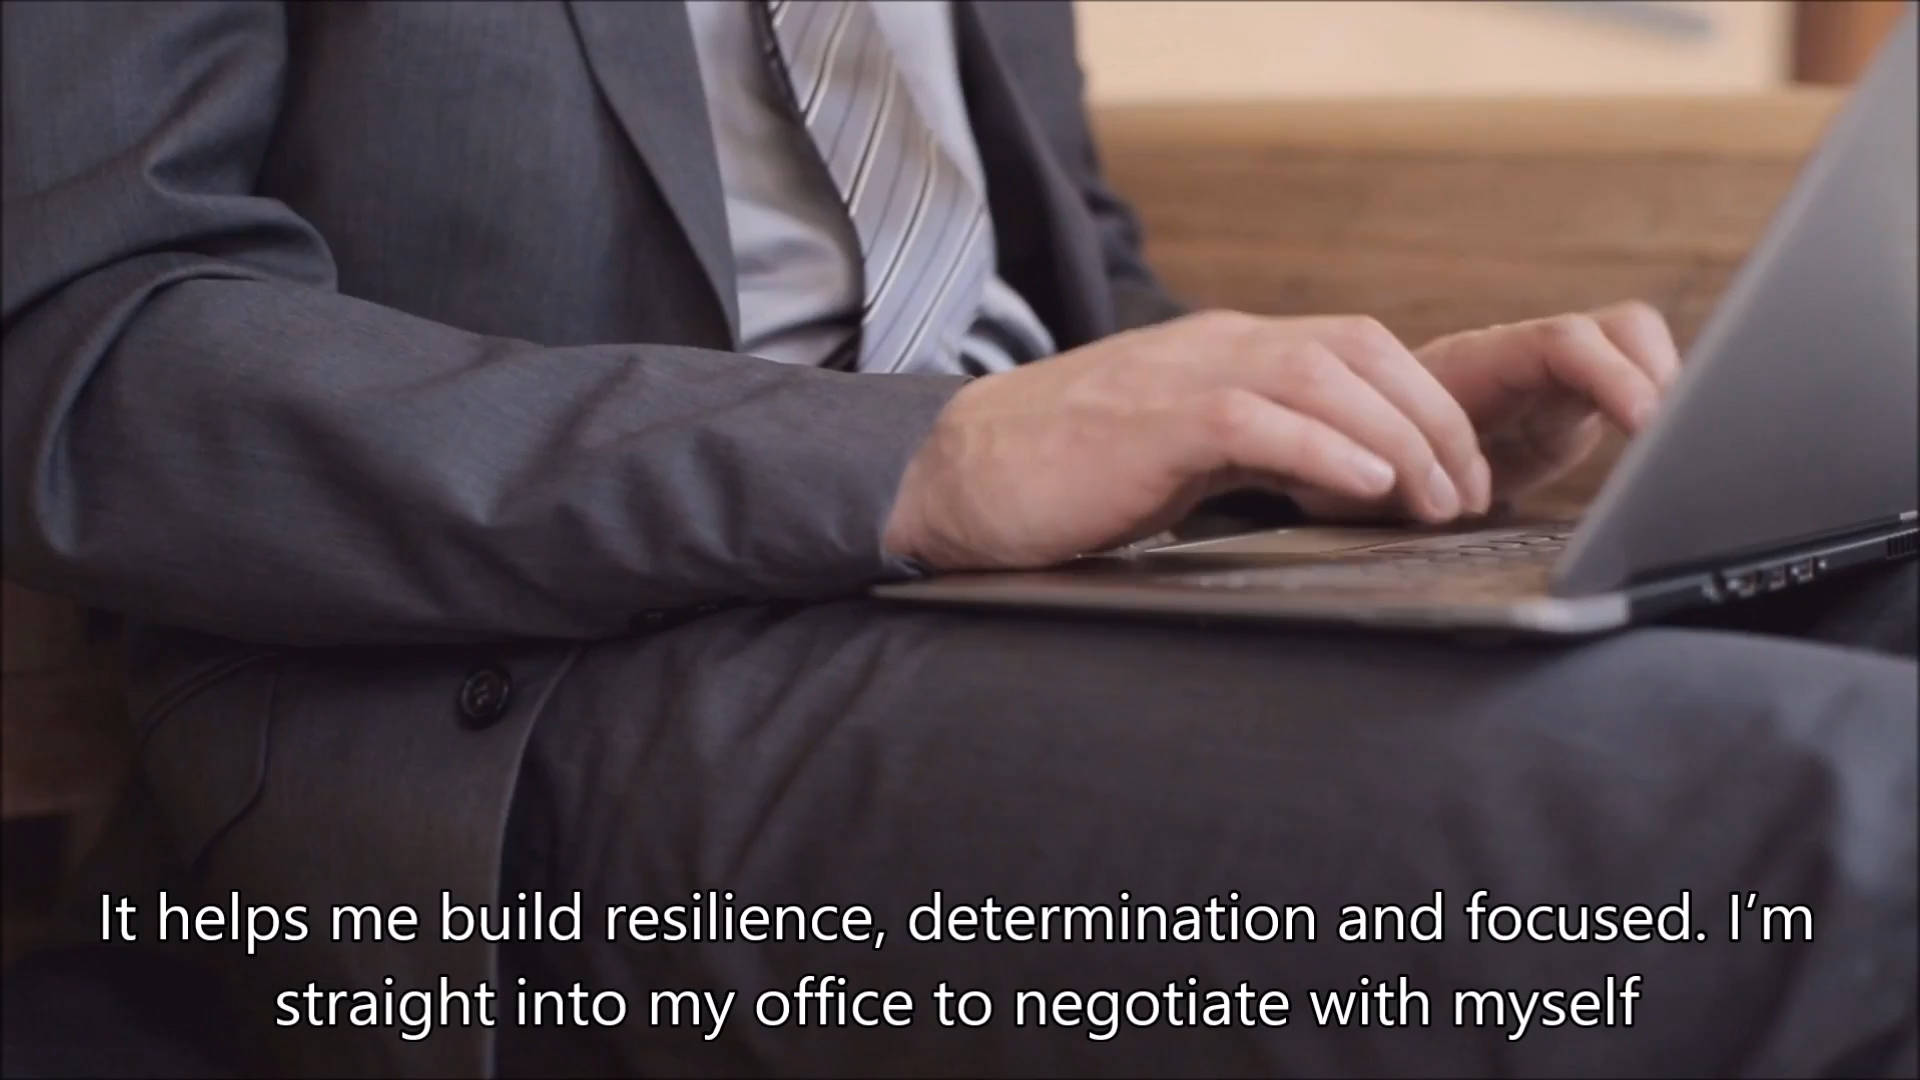 It helps me build resilience, determination and focused. I’m
straight into my office to negotiate with myself